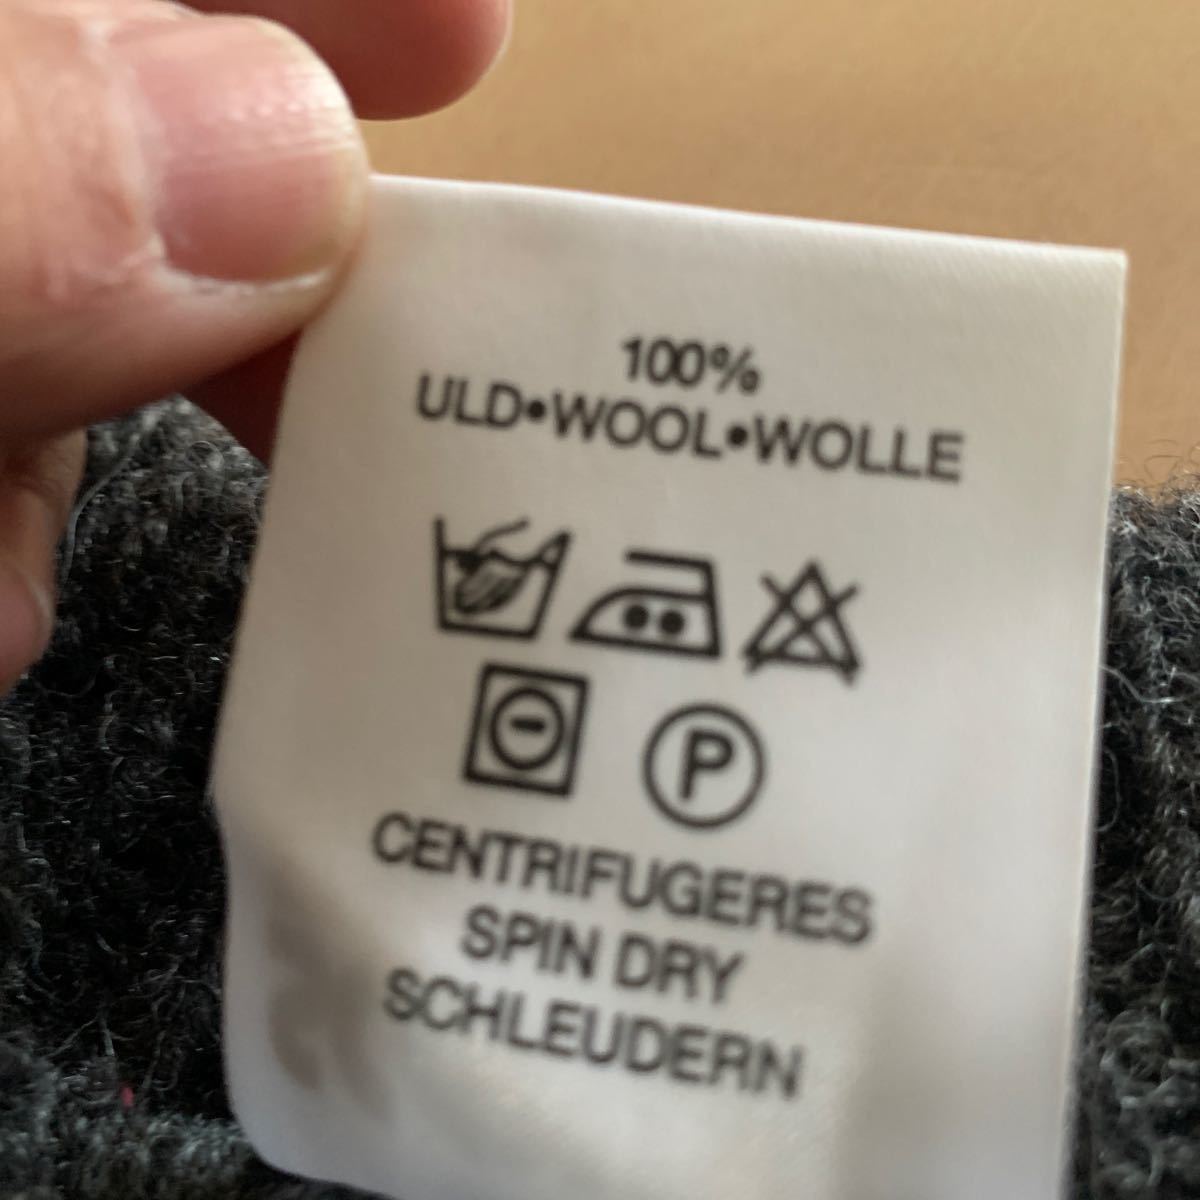 100%
ULD•WOOL•WOLLE
P
CENTRIFUGERES
SPIN DRY
SCHLEUDERN